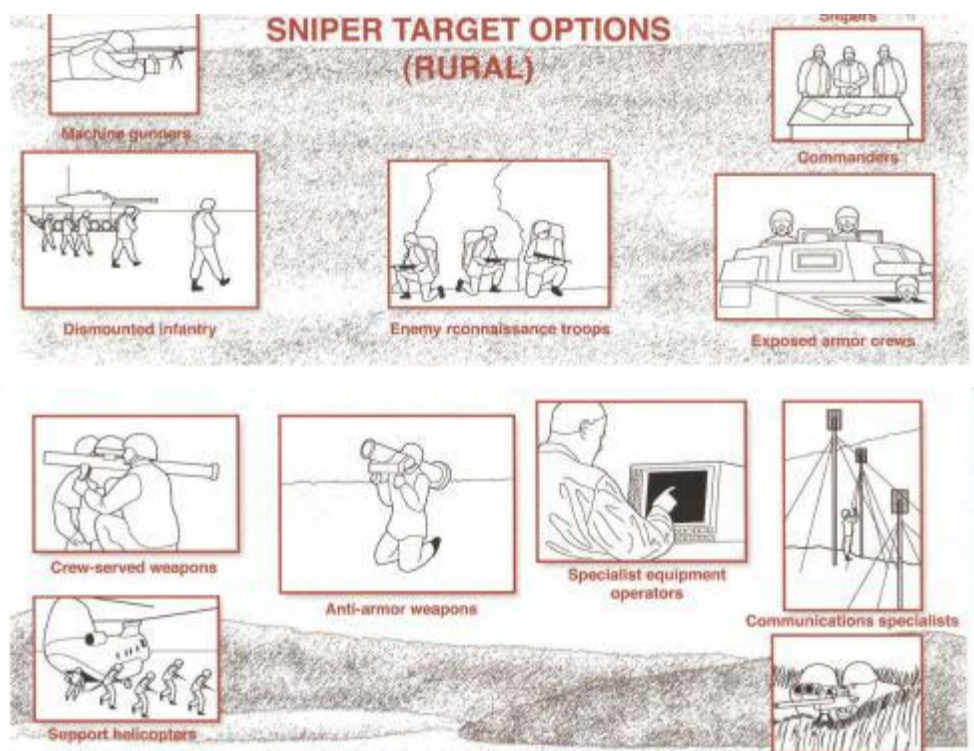 SNIPER TARGET OPTIONS
(RURAL)
Snipers
Machine gunners
Commanders
Dismounted infantry
Enemy rconnaissance troops
Exposed armor crews
Crew-served weapons
Anti-armor weapons
Specialist equipment
operators
Communications specialists
Support helicopters